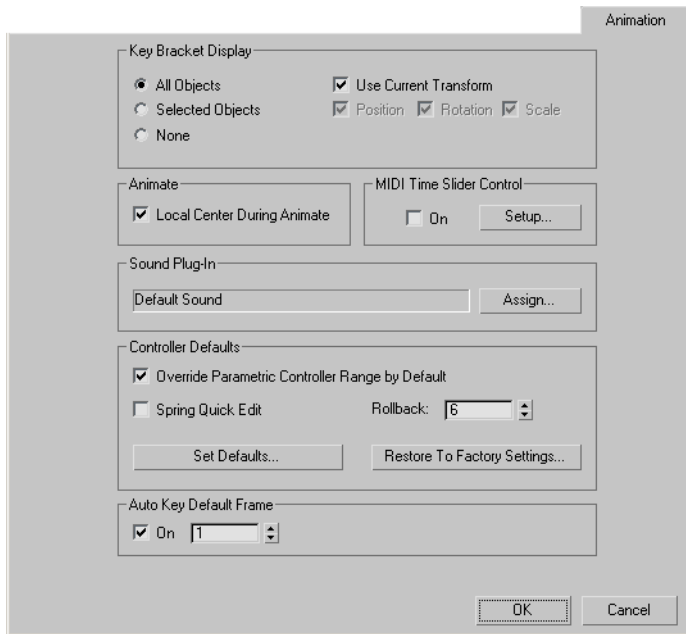 Animation
Key Bracket Display
All Objects
Use Current Transform
Selected Objects
Position Rotation Scale
None
Animate
MIDI Time Slider Control
Local Center During Animate
On
Setup...
Sound Plug-In
Default Sound
Assign...
Controller Defaults
Override Parametric Controller Range by Default
Spring Quick Edit
Rollback: 6
Set Defaults...
Restore To Factory Settings...
Auto Key Default Frame
On 1
OK
Cancel